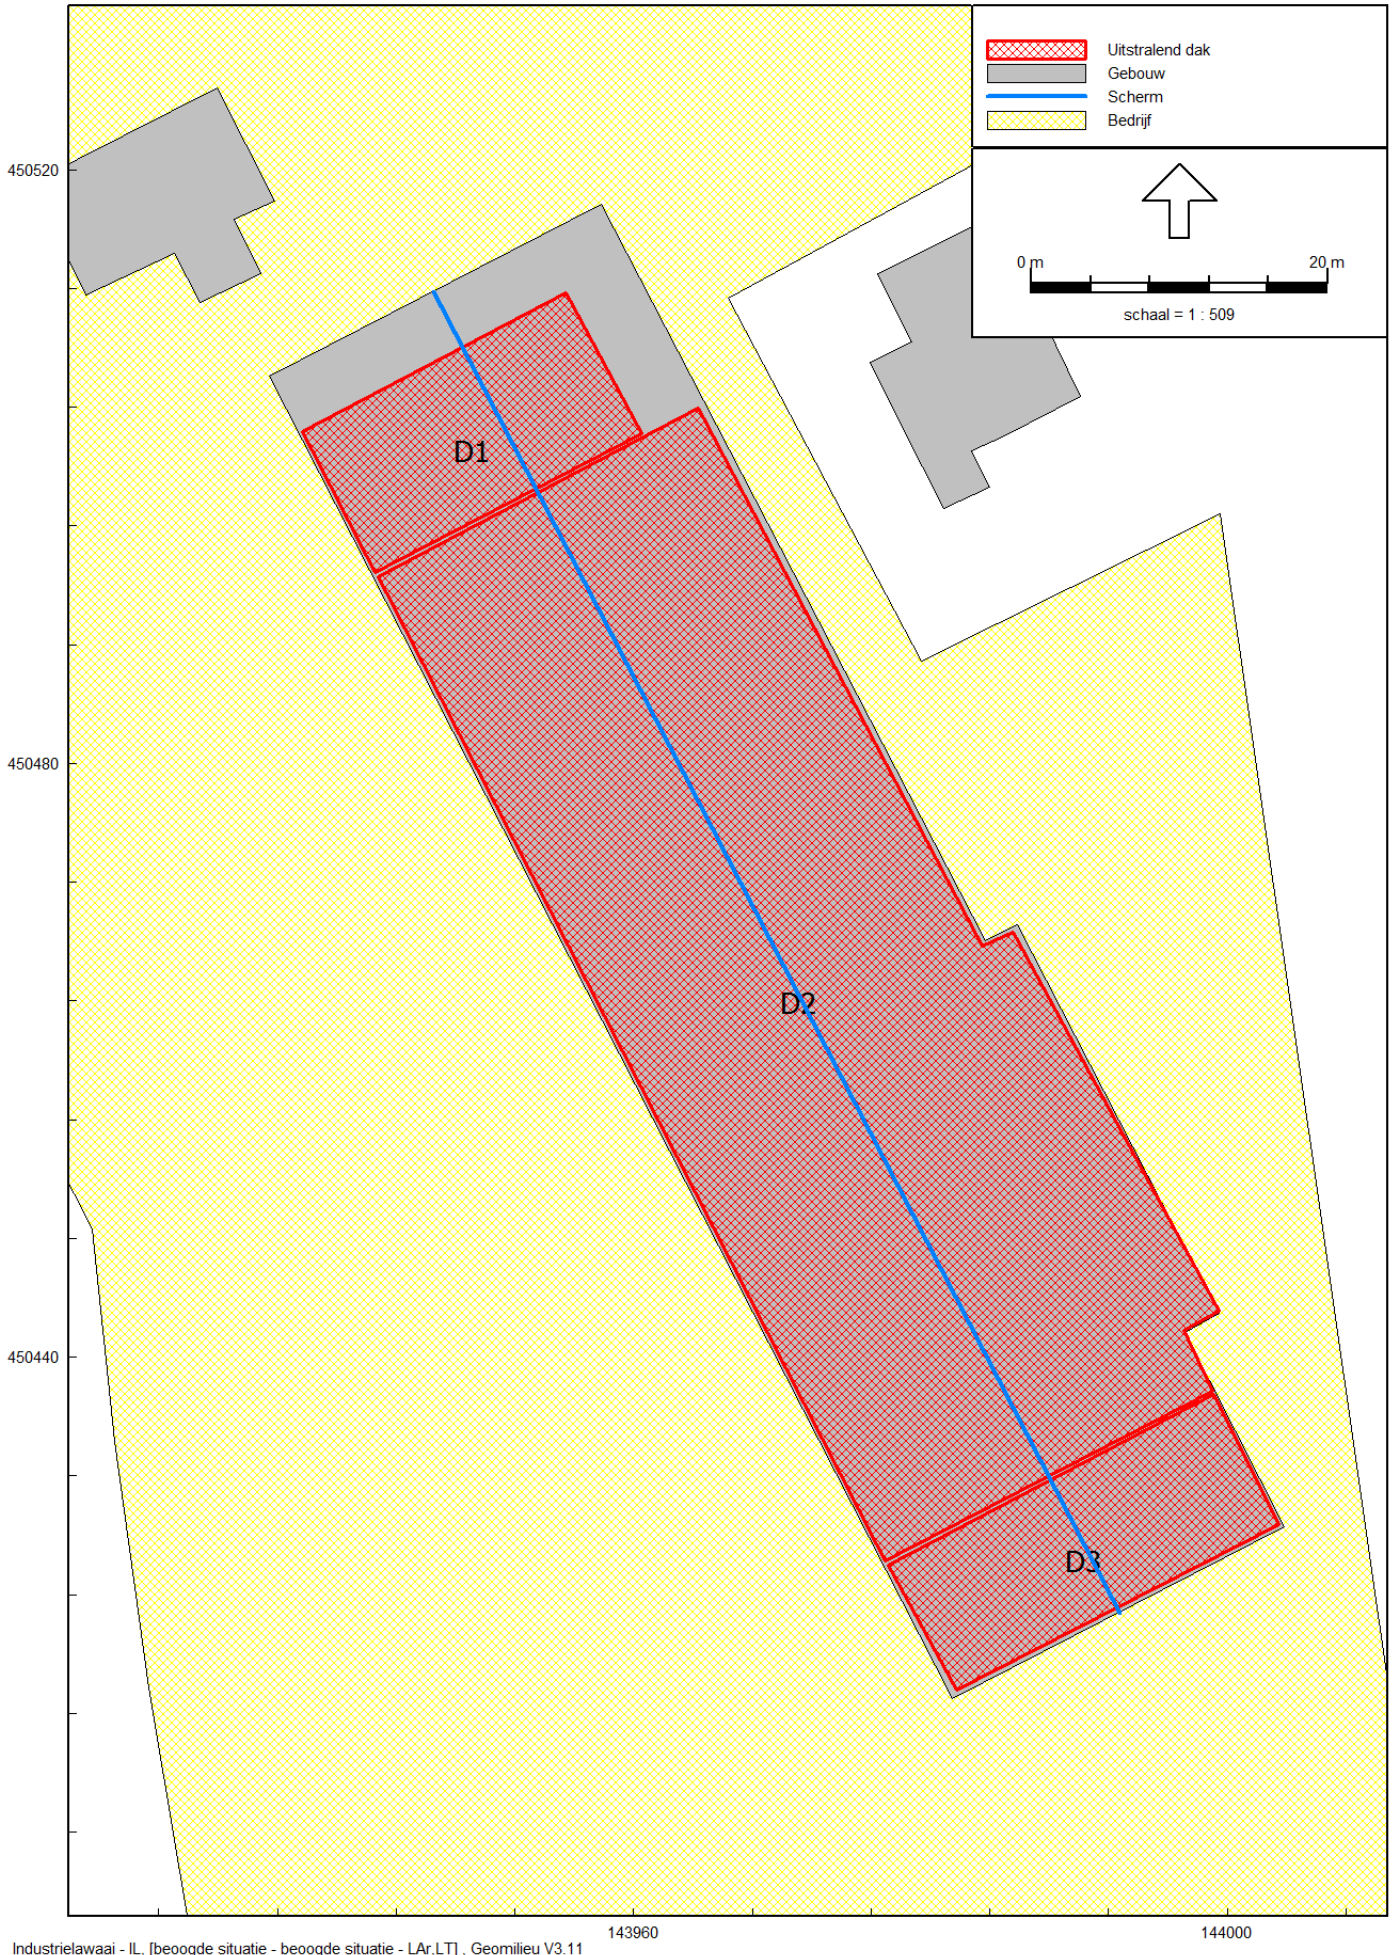 Uitstralend dak
Gebouw
Scherm
Bedrijf
450520
0 m
20 m
schaal = 1 : 509
D1
450480
D2
450440
D3
143960
144000
Industrielawaai - IL, [beoogde situatie - beoogde situatie - LAr,LT] , Geomilieu V3.11